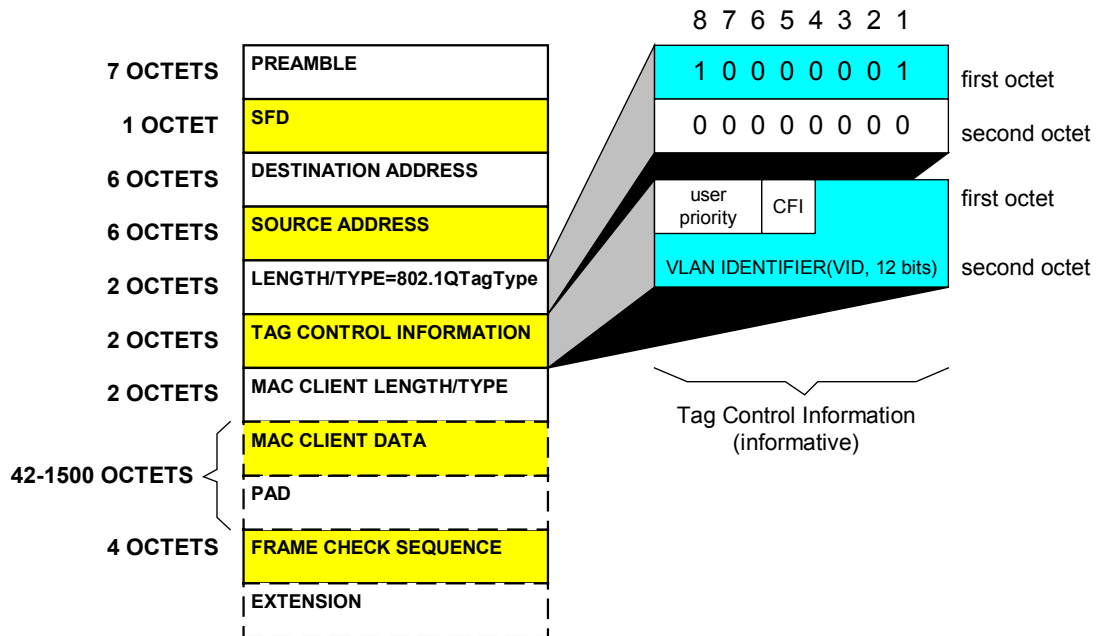 8 7 6 5 4 3 2 1
7 OCTETS
PREAMBLE
1 0 0 0 0 0 0 1
first octet
1 OCTET
SFD
0 0 0 0 0 0 0 0
second octet
6 OCTETS
DESTINATION ADDRESS
user
priority
CFI
first octet
6 OCTETS
SOURCE ADDRESS
2 OCTETS
LENGTH/TYPE=802.1QTagType
VLAN IDENTIFIER(VID, 12 bits)
second octet
2 OCTETS
TAG CONTROL INFORMATION
2 OCTETS
MAC CLIENT LENGTH/TYPE
Tag Control Information
(informative)
42-1500 OCTETS
MAC CLIENT DATA
PAD
4 OCTETS
FRAME CHECK SEQUENCE
EXTENSION